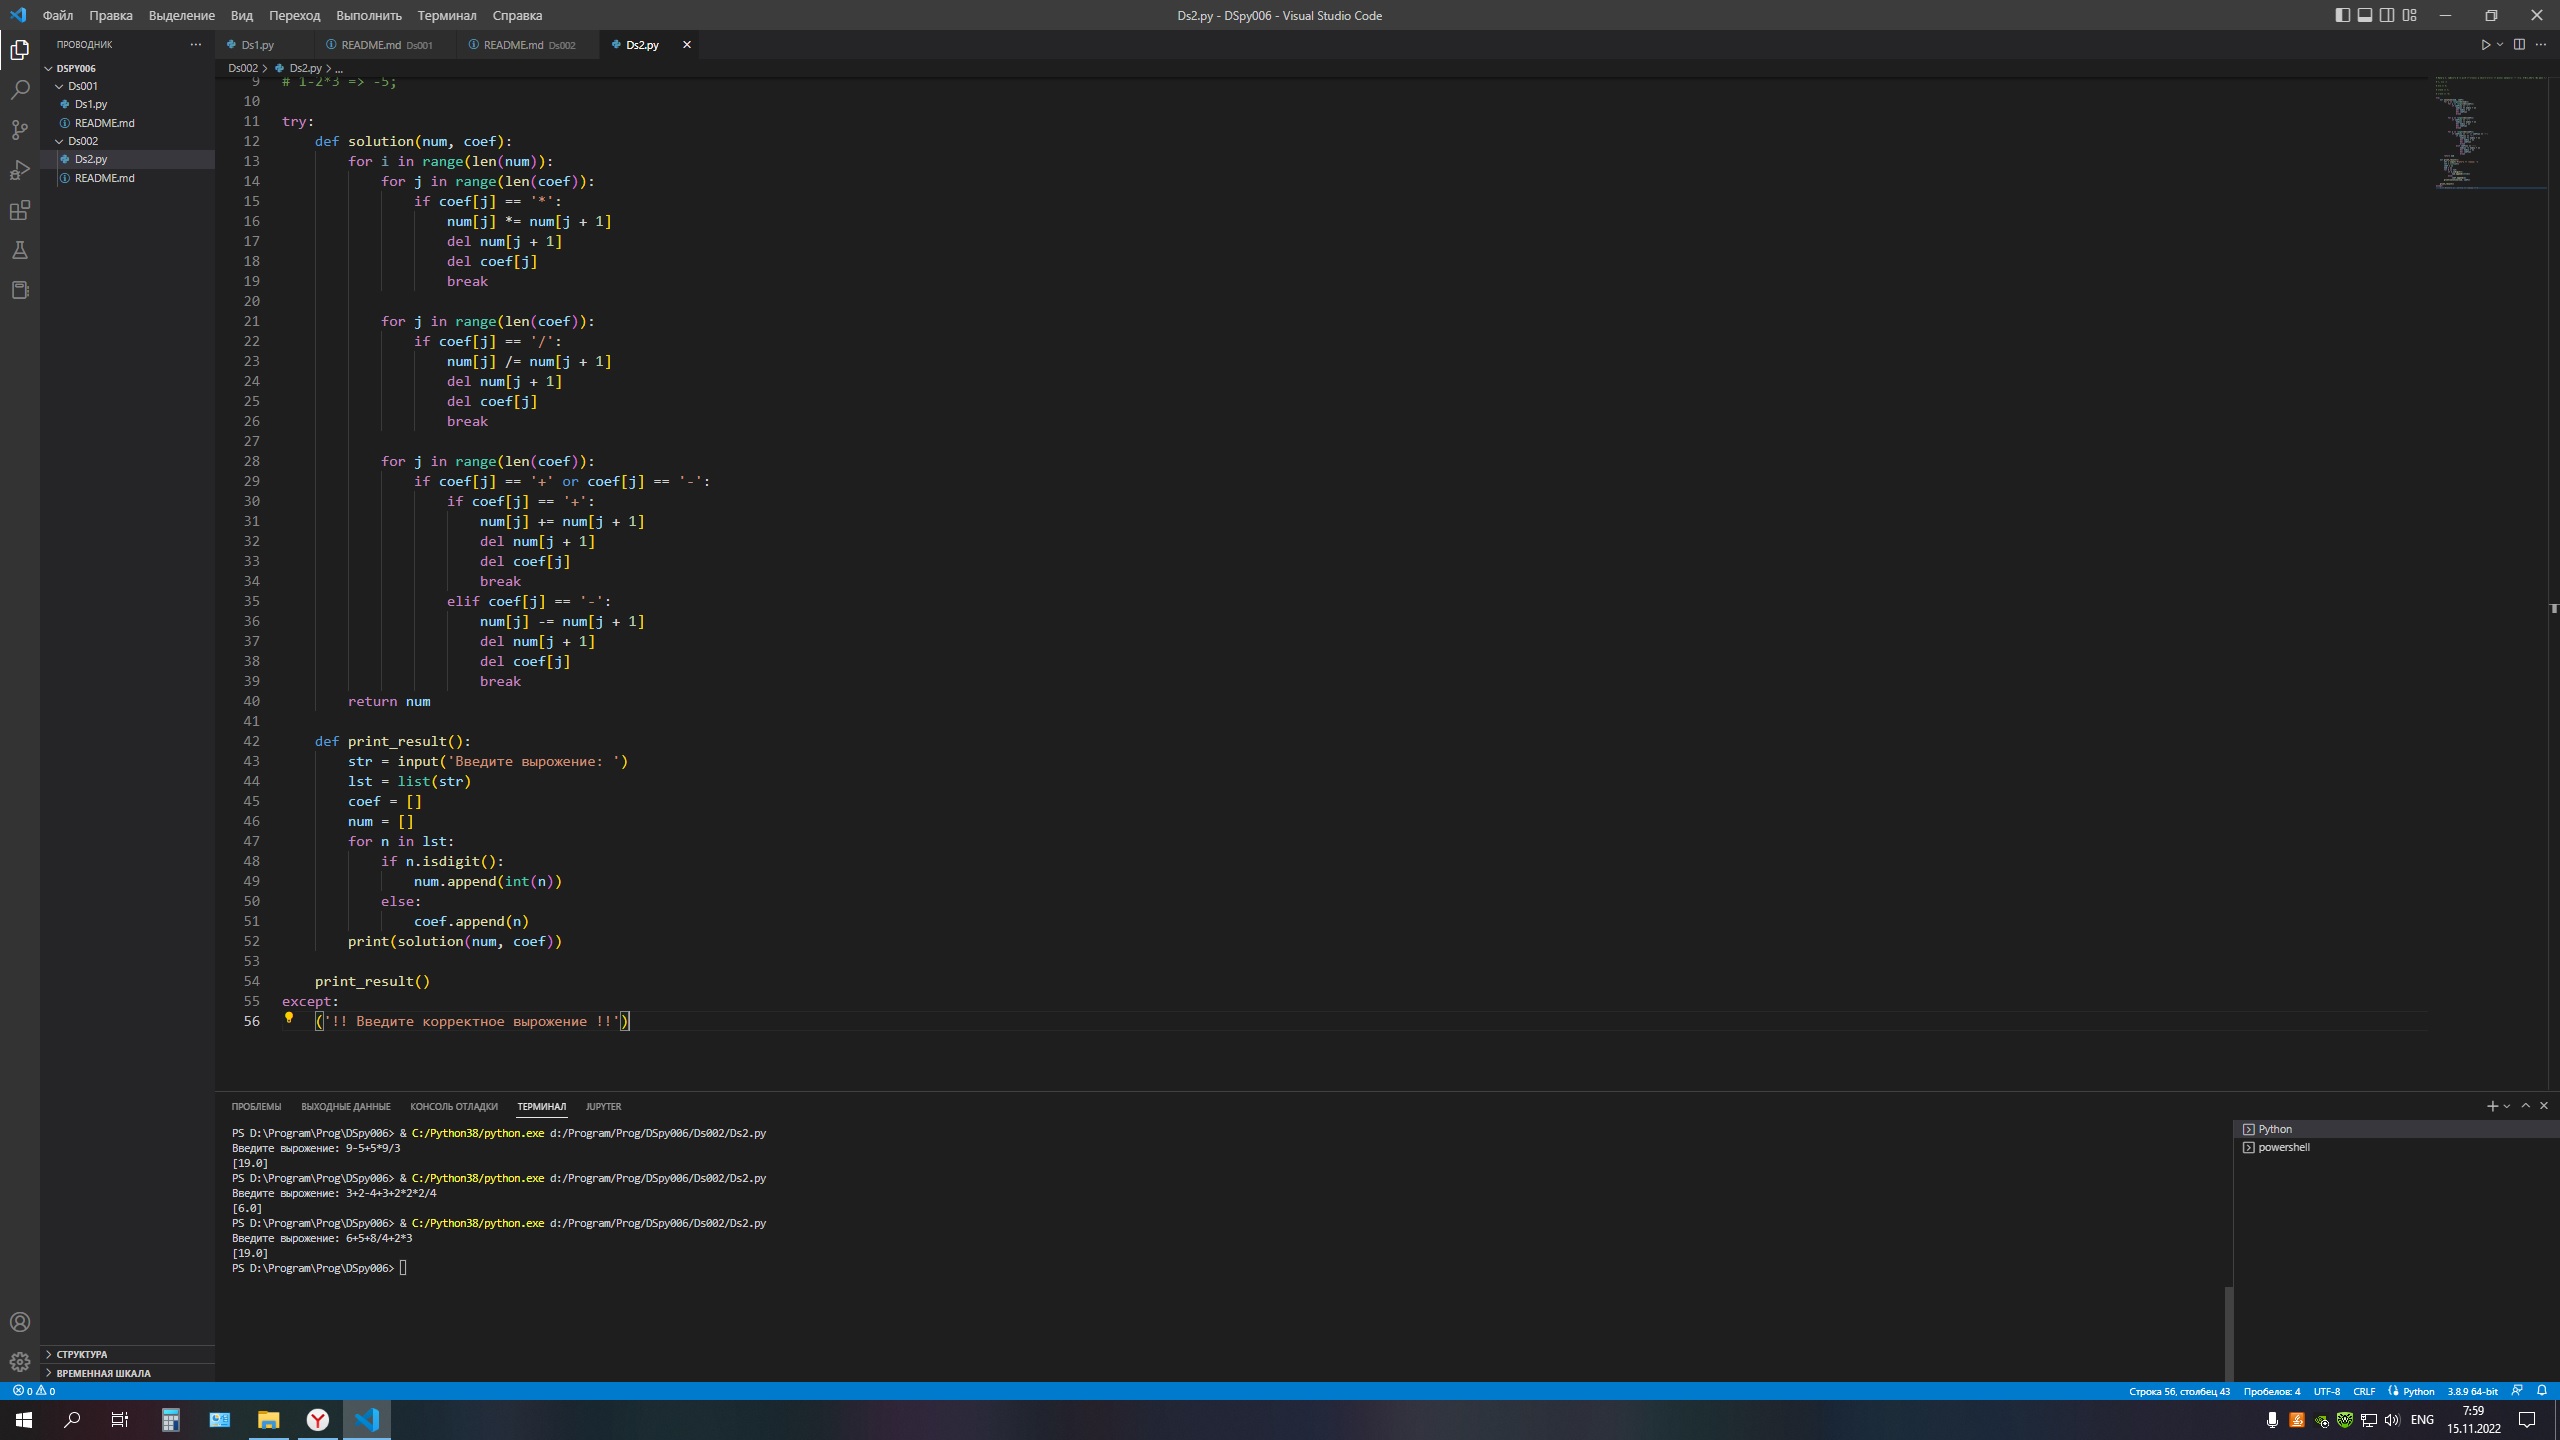 Файл Правка Выделение Вид Переход Выполнить Терминал Справка
Ds2.py - DSpy006 - Visual Studio Code
ПРОВОДНИК
DSPY006
Ds001
Ds1.py
README.md
Ds002
Ds2.py
README.md
СТРУКТУРА
ВРЕМЕННАЯ ШКАЛА
Ds1.py README.md Ds001 README.md Ds002 Ds2.py
Ds002 > Ds2.py > ...
9 # 1-2*3 => -5;
10
11 try:
12     def solution(num, coef):
13         for i in range(len(num)):
14             for j in range(len(coef)):
15                 if coef[j] == '*':
16                     num[j] *= num[j + 1]
17                     del num[j + 1]
18                     del coef[j]
19                     break
20
21             for j in range(len(coef)):
22                 if coef[j] == '/':
23                     num[j] /= num[j + 1]
24                     del num[j + 1]
25                     del coef[j]
26                     break
27
28             for j in range(len(coef)):
29                 if coef[j] == '+' or coef[j] == '-':
30                     if coef[j] == '+':
31                         num[j] += num[j + 1]
32                         del num[j + 1]
33                         del coef[j]
34                         break
35                     elif coef[j] == '-':
36                         num[j] -= num[j + 1]
37                         del num[j + 1]
38                         del coef[j]
39                         break
40         return num
41
42     def print_result():
43         str = input('Введите вырожение: ')
44         lst = list(str)
45         coef = []
46         num = []
47         for n in lst:
48             if n.isdigit():
49                 num.append(int(n))
50             else:
51                 coef.append(n)
52         print(solution(num, coef))
53
54     print_result()
55 except:
56     ('!! Введите корректное вырожение !!')
ПРОБЛЕМЫ ВЫХОДНЫЕ ДАННЫЕ КОНСОЛЬ ОТЛАДКИ ТЕРМИНАЛ JUPYTER
PS D:\Program\Prog\DSpy006> & C:/Python38/python.exe d:/Program/Prog/DSpy006/Ds002/Ds2.py
Введите вырожение: 9-5+5*9/3
[19.0]
PS D:\Program\Prog\DSpy006> & C:/Python38/python.exe d:/Program/Prog/DSpy006/Ds002/Ds2.py
Введите вырожение: 3+2-4+3+2*2*2/4
[6.0]
PS D:\Program\Prog\DSpy006> & C:/Python38/python.exe d:/Program/Prog/DSpy006/Ds002/Ds2.py
Введите вырожение: 6+5+8/4+2*3
[19.0]
PS D:\Program\Prog\DSpy006>
Python
powershell
0 0
Строка 56, столбец 43 Пробелов: 4 UTF-8 CRLF Python 3.8.9 64-bit
ENG
7:59
15.11.2022